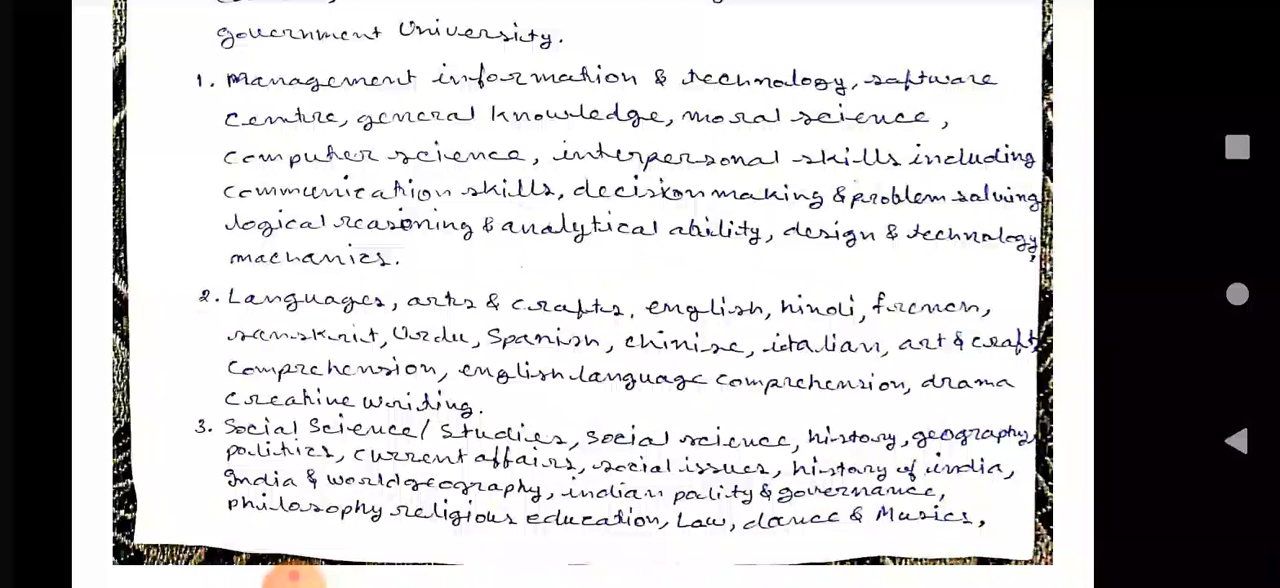 government University.
1. Management information & technology, software
centre, general knowledge, moral science,
computer science, interpersonal skills including
communication skills, decision making & problem solving
logical reasoning & analytical ability, design & technology,
machanics.
2. Languages, arts & crafts, english, hindi, french,
sanskrit, Urdu, Spanish, chinise, italian, art & craft,
comprehension, english language comprehension, drama
creative writing.
3. Social Science/Studies, social science, history, geography,
politics, current affairs, social issues, history of india,
India & world geography, indian polity & governance,
philosophy religious education, Law, dance & Musics,